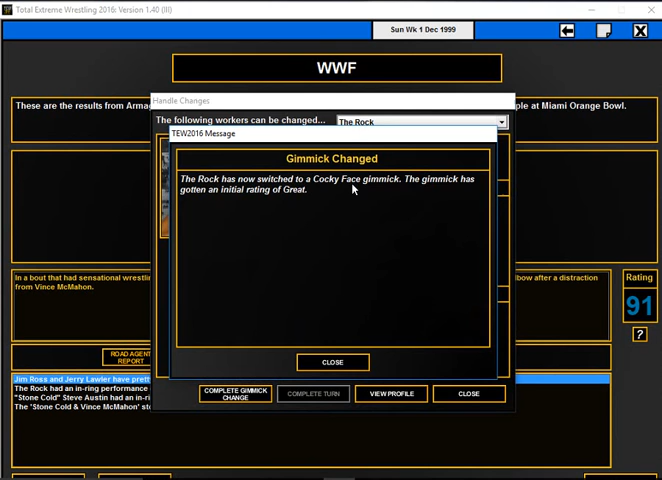 Total Extreme Wrestling 2016: Version 1.40 (III)
Sun Wk 1 Dec 1999
WWF
These are the results from Arma
ple at Miami Orange Bowl.
Handle Changes
The following workers can be changed...
The Rock
TEW2016 Message
Gimmick Changed
The Rock has now switched to a Cocky Face gimmick. The gimmick has
gotten an initial rating of Great.
In a bout that had sensational wrestlin
lbow after a distraction
from Vince McMahon.
Rating
91
?
CLOSE
ROAD AGENT
REPORT
Jim Ross and Jerry Lawler have prett
The Rock had an in-ring performance
"Stone Cold" Steve Austin had an in-ri
The 'Stone Cold & Vince McMahon' st
COMPLETE GIMMICK
CHANGE
COMPLETE TURN
VIEW PROFILE
CLOSE